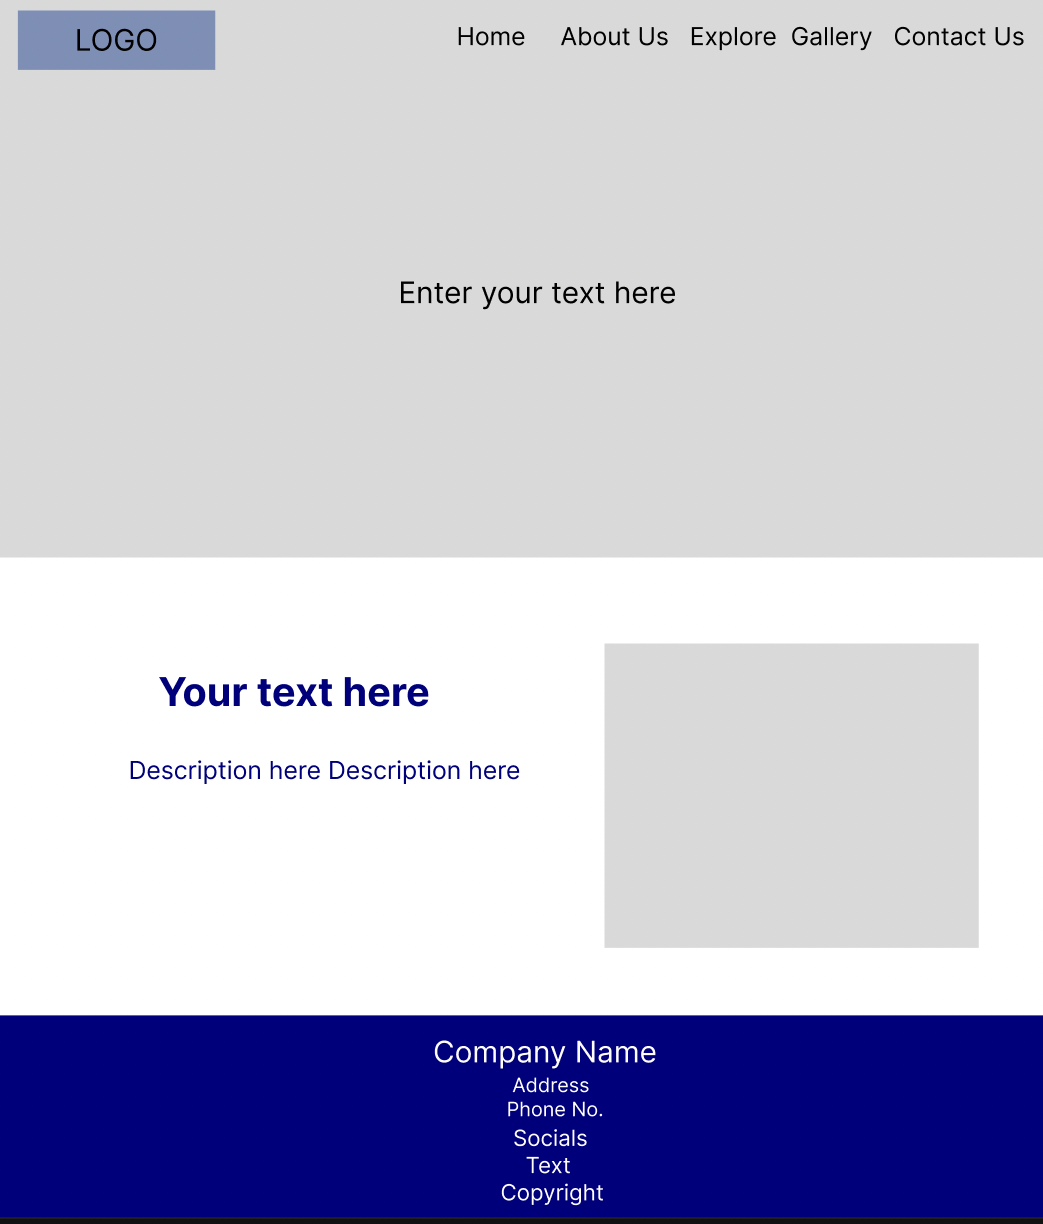 LOGO
Home About Us Explore Gallery Contact Us
Enter your text here
Your text here
Description here Description here
Company Name
Address
Phone No.
Socials
Text
Copyright